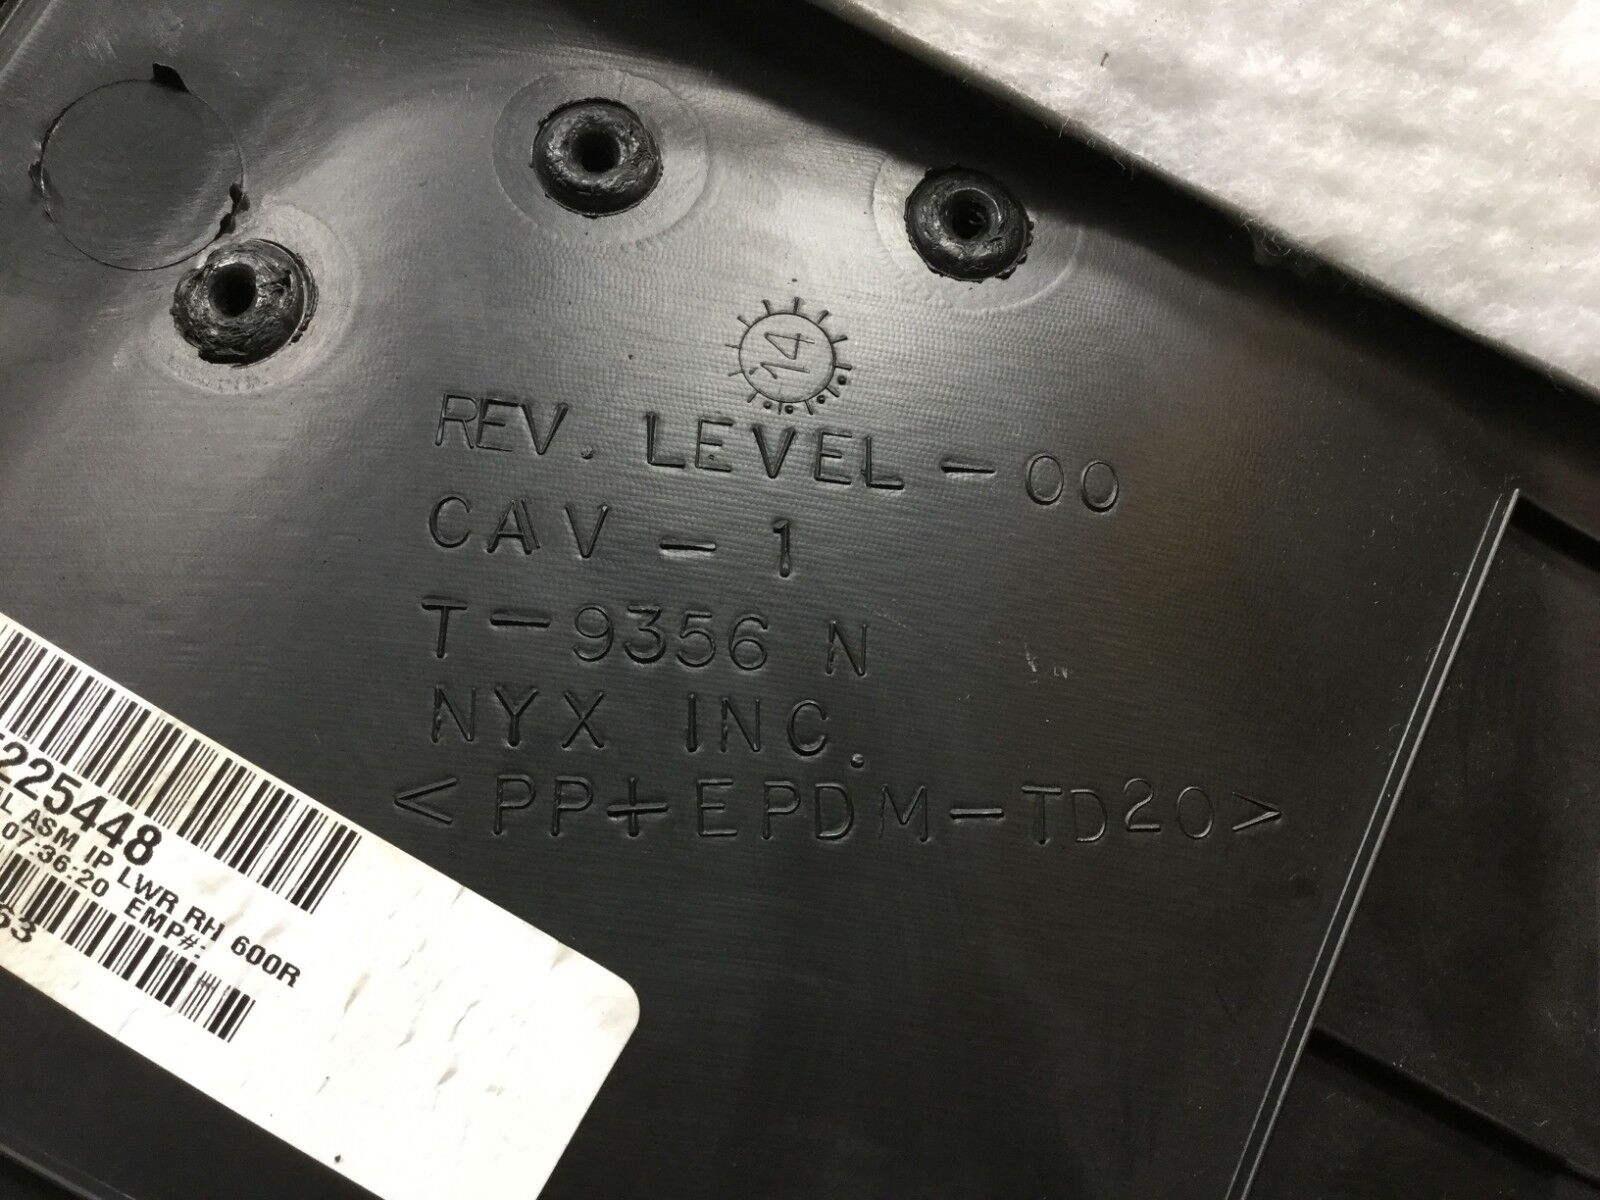 14
REV. LEVEL - 00
CAV - 1
T-9356 N
NYX INC.
<PP+EPDM-TD20>
225448
ASM IP LWR RH 600R
07:36:20 EMP#:
53